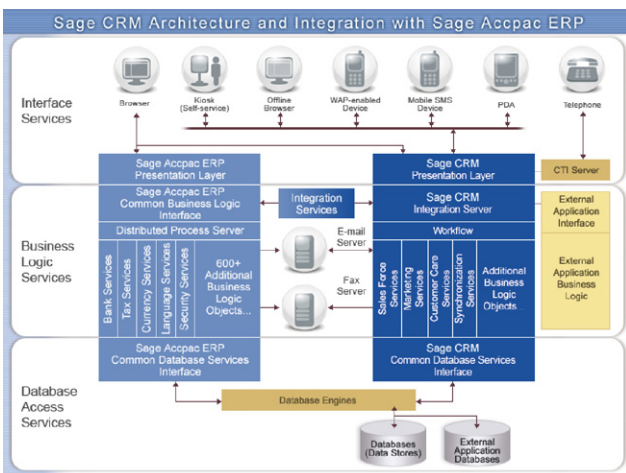 Sage CRM Architecture and Integration with Sage Accpac ERP
Interface
Services
Browser
Kiosk
(Self-service)
Offline
Browser
WAP-enabled
Device
Mobile SMS
Device
PDA
Telephone
Sage Accpac ERP
Presentation Layer
Sage CRM
Presentation Layer
CTI Server
Business
Logic
Services
Sage Accpac ERP
Common Business Logic
Interface
Integration
Services
Sage CRM
Integration Server
External
Application
Interface
Distributed Process Server
E-mail
Server
Workflow
Bank Services
Tax Services
Currency Services
Language Services
Security Services
600+
Additional
Business
Logic
Objects...
Fax
Server
Sales Force
Services
Marketing
Services
Customer Care
Services
Synchronization
Services
Additional
Business
Logic
Objects...
External
Application
Business
Logic
Sage Accpac ERP
Common Database Services
Interface
Sage CRM
Common Database Services
Interface
Database
Access
Services
Database Engines
Databases
(Data Stores)
External
Application
Databases